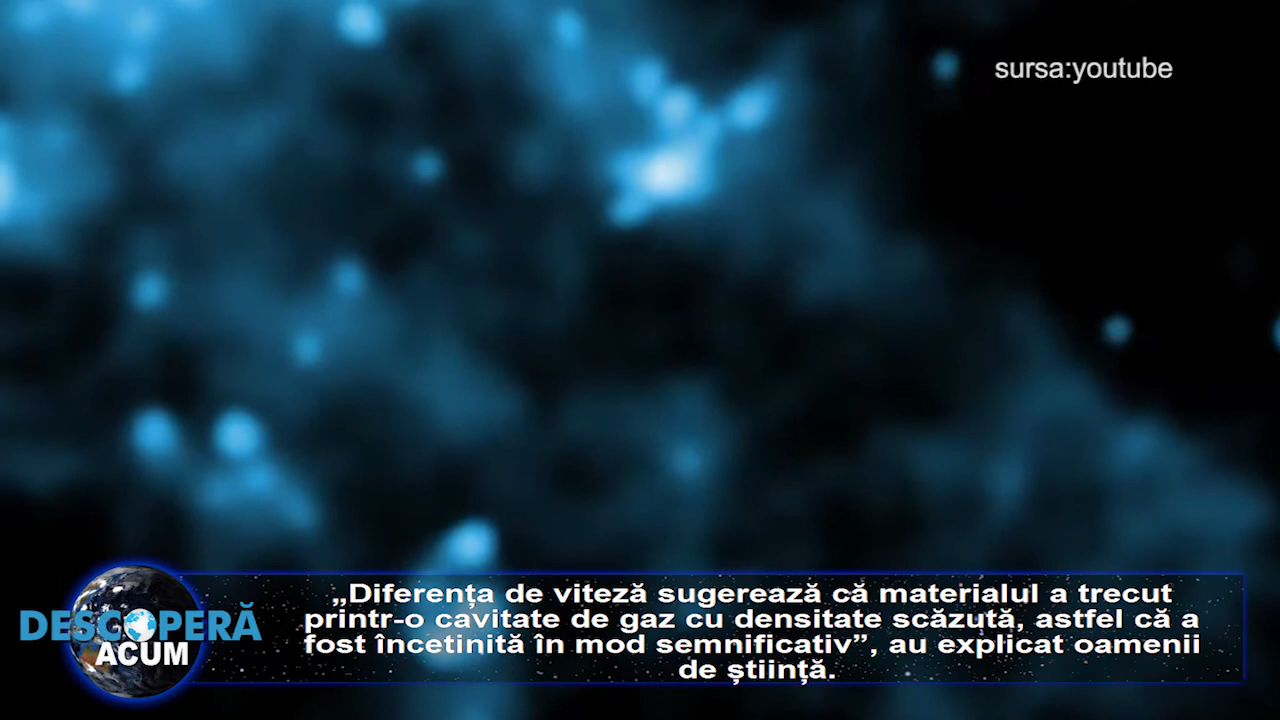 sursa:youtube
„Diferența de viteză sugerează că materialul a trecut
printr-o cavitate de gaz cu densitate scăzută, astfel că a
fost încetinită în mod semnificativ”, au explicat oamenii
de știință.
DESCOPERĂ
ACUM